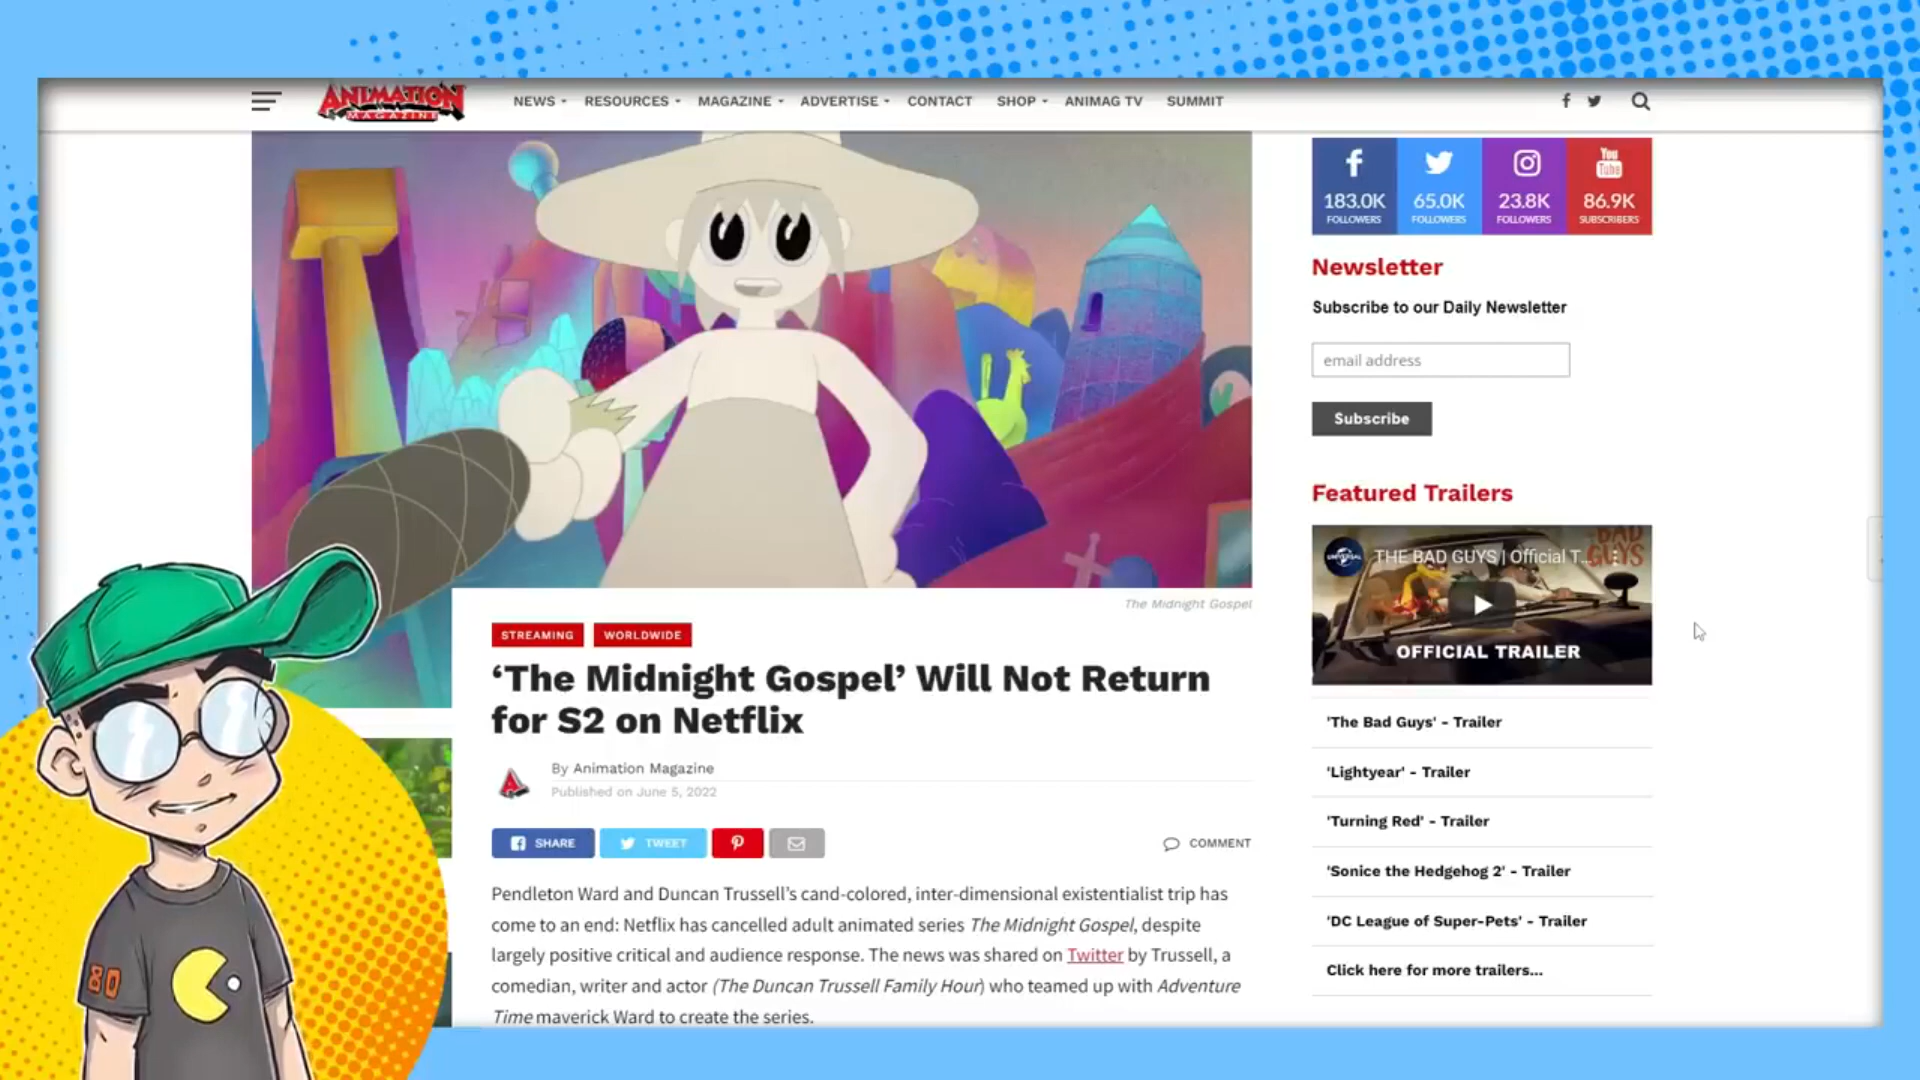 ANIMATION
MAGAZINE
NEWS
RESOURCES
MAGAZINE
ADVERTISE
CONTACT
SHOP
ANIMAG TV
SUMMIT
183.0K
FOLLOWERS
65.0K
FOLLOWERS
23.8K
FOLLOWERS
You
Tube
86.9K
SUBSCRIBERS
Newsletter
Subscribe to our Daily Newsletter
email address
Subscribe
Featured Trailers
UNIVERSAL
THE BAD GUYS | Official T...
BAD
GUYS
OFFICIAL TRAILER
'The Bad Guys' - Trailer
'Lightyear' - Trailer
'Turning Red' - Trailer
'Sonice the Hedgehog 2' - Trailer
'DC League of Super-Pets' - Trailer
Click here for more trailers...
The Midnight Gospel
STREAMING
WORLDWIDE
‘The Midnight Gospel’ Will Not Return
for S2 on Netflix
By Animation Magazine
Published on June 5, 2022
SHARE
TWEET
COMMENT
Pendleton Ward and Duncan Trussell’s cand-colored, inter-dimensional existentialist trip has
come to an end: Netflix has cancelled adult animated series The Midnight Gospel, despite
largely positive critical and audience response. The news was shared on Twitter by Trussell, a
comedian, writer and actor (The Duncan Trussell Family Hour) who teamed up with Adventure
Time maverick Ward to create the series.
80